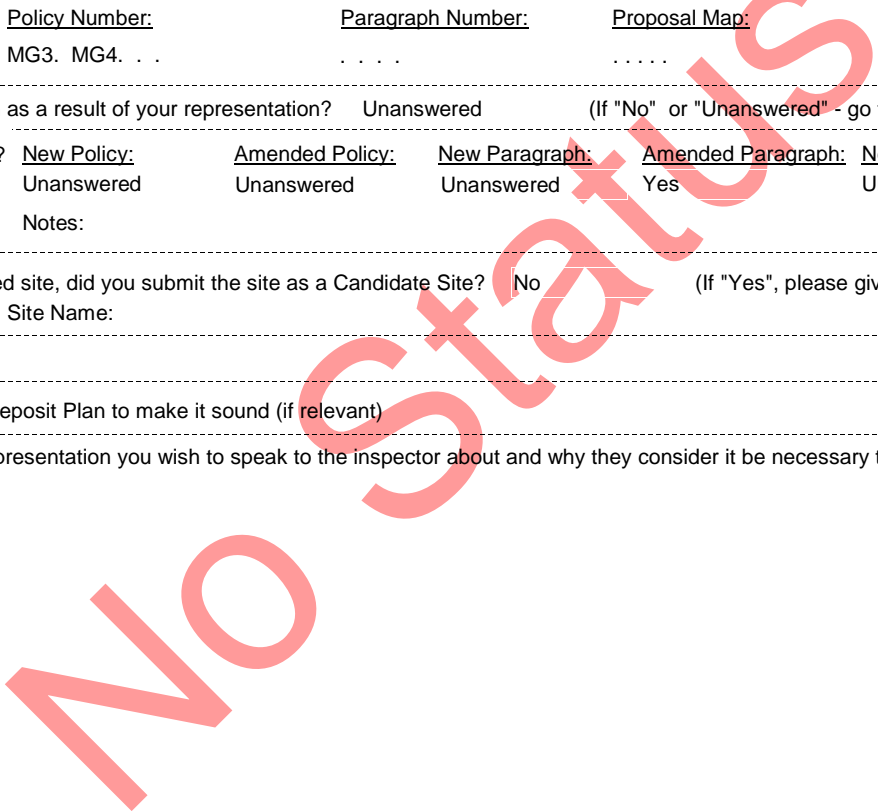 Policy Number: Paragraph Number: Proposal Map:
MG3. MG4. . . . . . . . . . . .
as a result of your representation? Unanswered (If "No" or "Unanswered" - go
? New Policy: Amended Policy: New Paragraph: Amended Paragraph:
Unanswered Unanswered Unanswered Yes
Notes:
ed site, did you submit the site as a Candidate Site? No (If "Yes", please giv
Site Name:
eposit Plan to make it sound (if relevant)
presentation you wish to speak to the inspector about and why they consider it be necessary
No Status